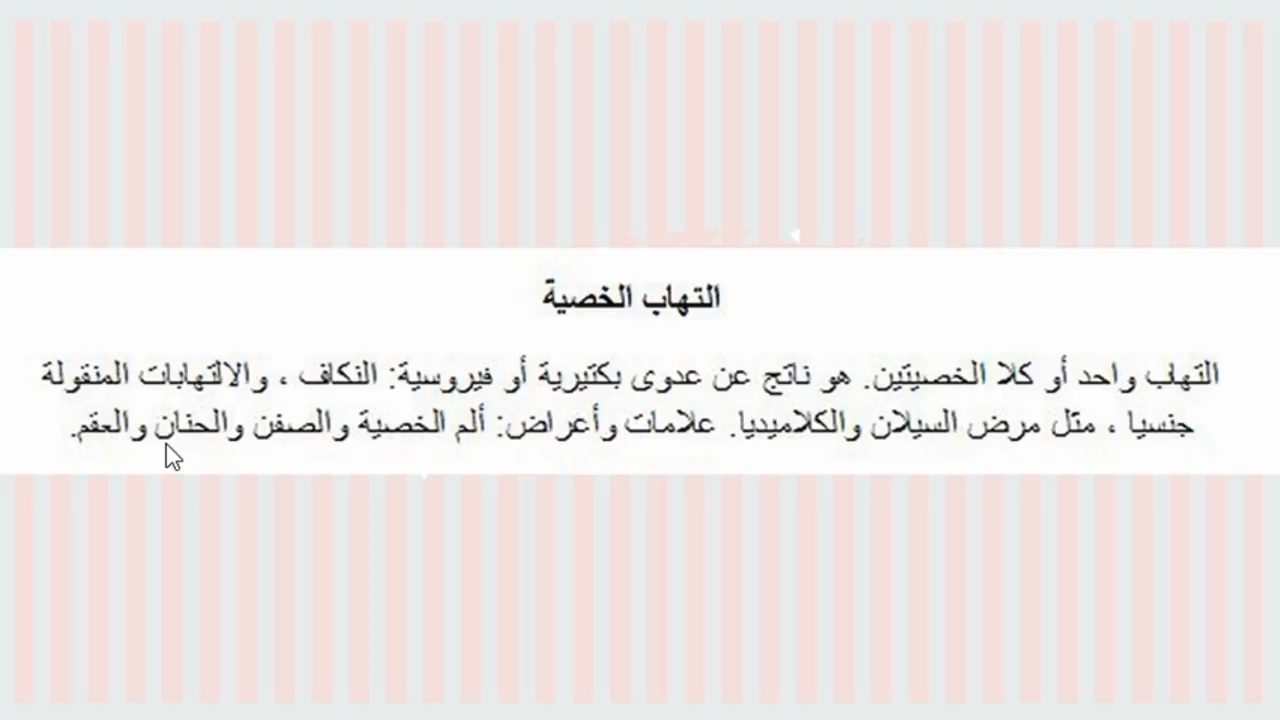 التهاب الخصية
التهاب واحد أو كلا الخصيتين. هو ناتج عن عدوى بكتيرية أو فيروسية: النكاف ، والالتهابات المنقولة
جنسيا ، مثل مرض السيلان والكلاميديا. علامات وأعراض: ألم الخصية والصفن والحنان والعقم.